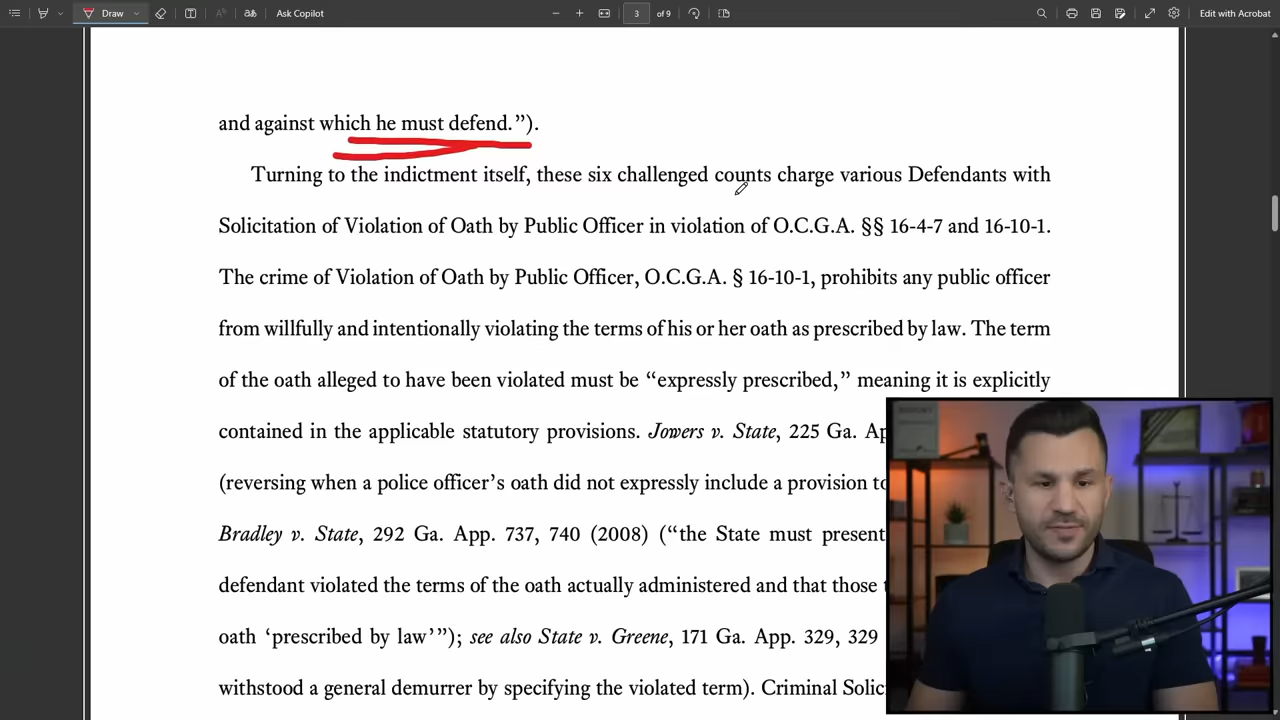 Draw
Ask Copilot
3 of 9
Edit with Acrobat
and against which he must defend.”).
Turning to the indictment itself, these six challenged counts charge various Defendants with
Solicitation of Violation of Oath by Public Officer in violation of O.C.G.A. §§ 16-4-7 and 16-10-1.
The crime of Violation of Oath by Public Officer, O.C.G.A. § 16-10-1, prohibits any public officer
from willfully and intentionally violating the terms of his or her oath as prescribed by law. The term
of the oath alleged to have been violated must be “expressly prescribed,” meaning it is explicitly
contained in the applicable statutory provisions. Jowers v. State, 225 Ga. Ap
(reversing when a police officer’s oath did not expressly include a provision to
Bradley v. State, 292 Ga. App. 737, 740 (2008) (“the State must present
defendant violated the terms of the oath actually administered and that those
oath ‘prescribed by law’”); see also State v. Greene, 171 Ga. App. 329, 329
withstood a general demurrer by specifying the violated term). Criminal Solic